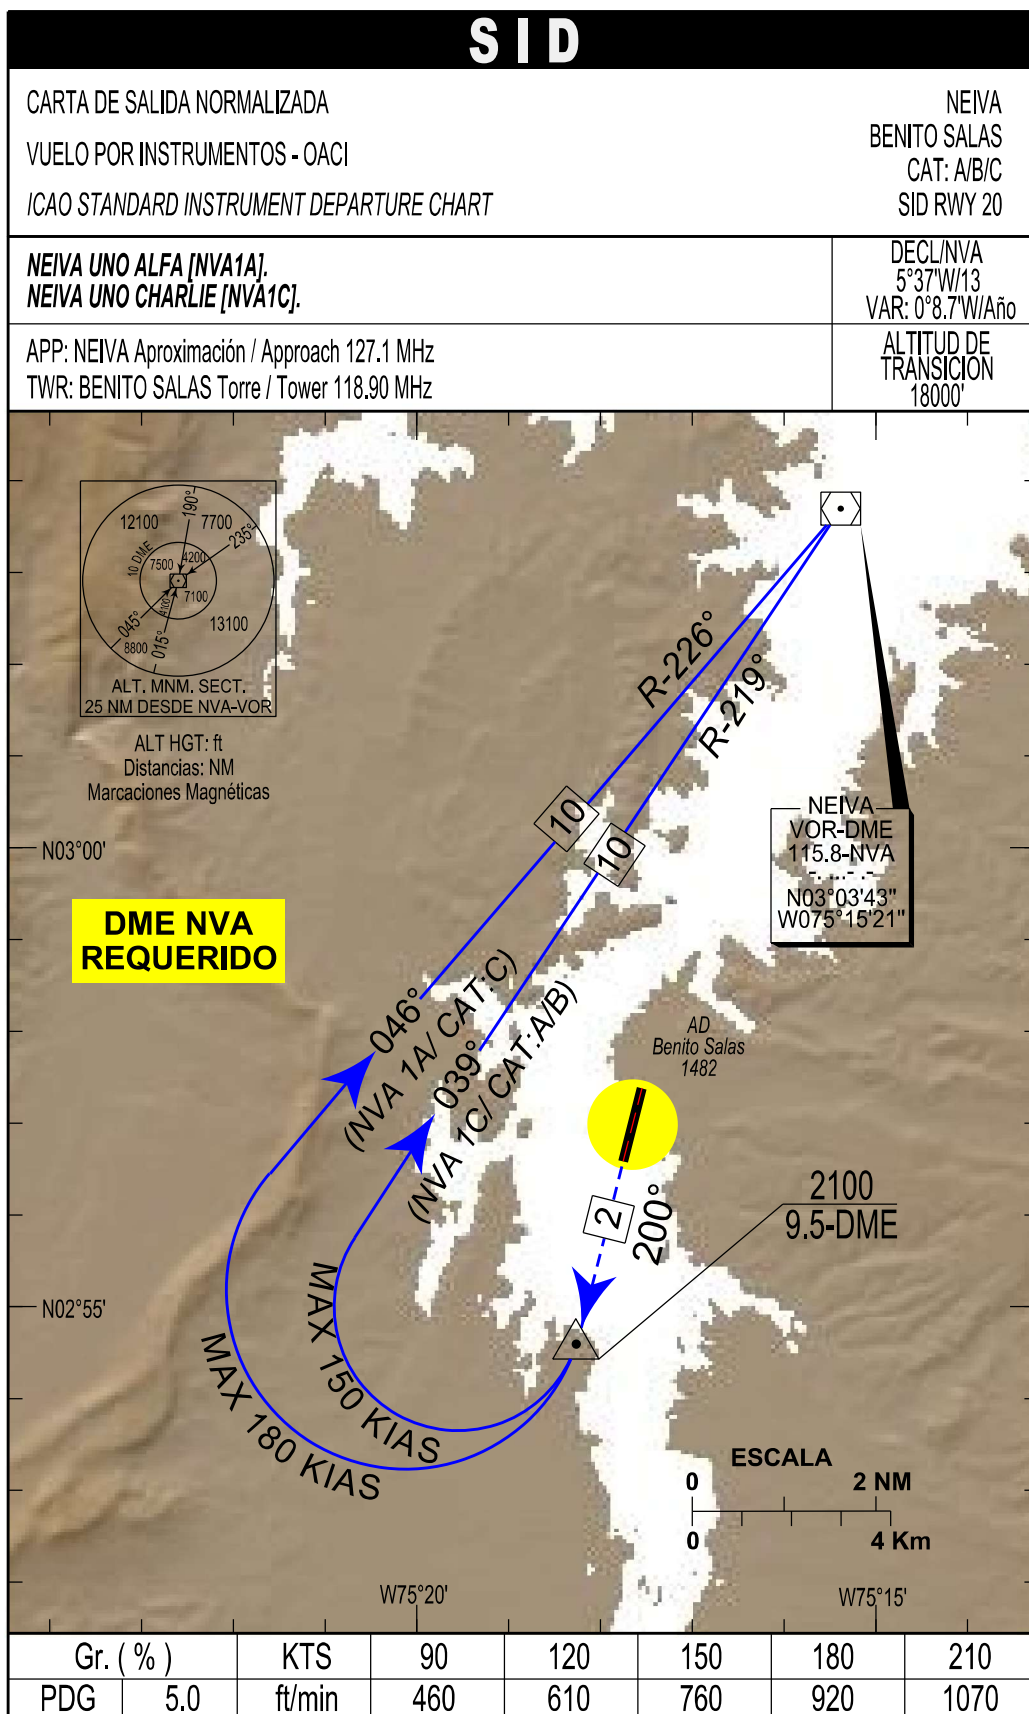 SID
CARTA DE SALIDA NORMALIZADA
VUELO POR INSTRUMENTOS - OACI
ICAO STANDARD INSTRUMENT DEPARTURE CHART
NEIVA
BENITO SALAS
CAT: A/B/C
SID RWY 20
NEIVA UNO ALFA [NVA1A].
NEIVA UNO CHARLIE [NVA1C].
DECL/NVA
5°37'W/13
VAR: 0°8.7'W/Año
APP: NEIVA Aproximación / Approach 127.1 MHz
TWR: BENITO SALAS Torre / Tower 118.90 MHz
ALTITUD DE
TRANSICION
18000'
12100
190°
7700
235°
10 DME
7500
4200
4100
7100
045°
8800
015°
13100
ALT. MNM. SECT.
25 NM DESDE NVA-VOR
ALT HGT: ft
Distancias: NM
Marcaciones Magnéticas
R-226°
R-219°
10
10
NEIVA
VOR-DME
115.8-NVA
-. ...- .-
N03°03'43"
W075°15'21"
N03°00'
DME NVA
REQUERIDO
046°
(NVA 1A/ CAT:C)
039°
(NVA 1C/ CAT:A/B)
AD
Benito Salas
1482
2
200°
2100
9.5-DME
N02°55'
MAX 150 KIAS
MAX 180 KIAS
ESCALA
0 2 NM
0 4 Km
W75°20'
W75°15'
Gr. ( % ) KTS 90 120 150 180 210
PDG 5.0 ft/min 460 610 760 920 1070